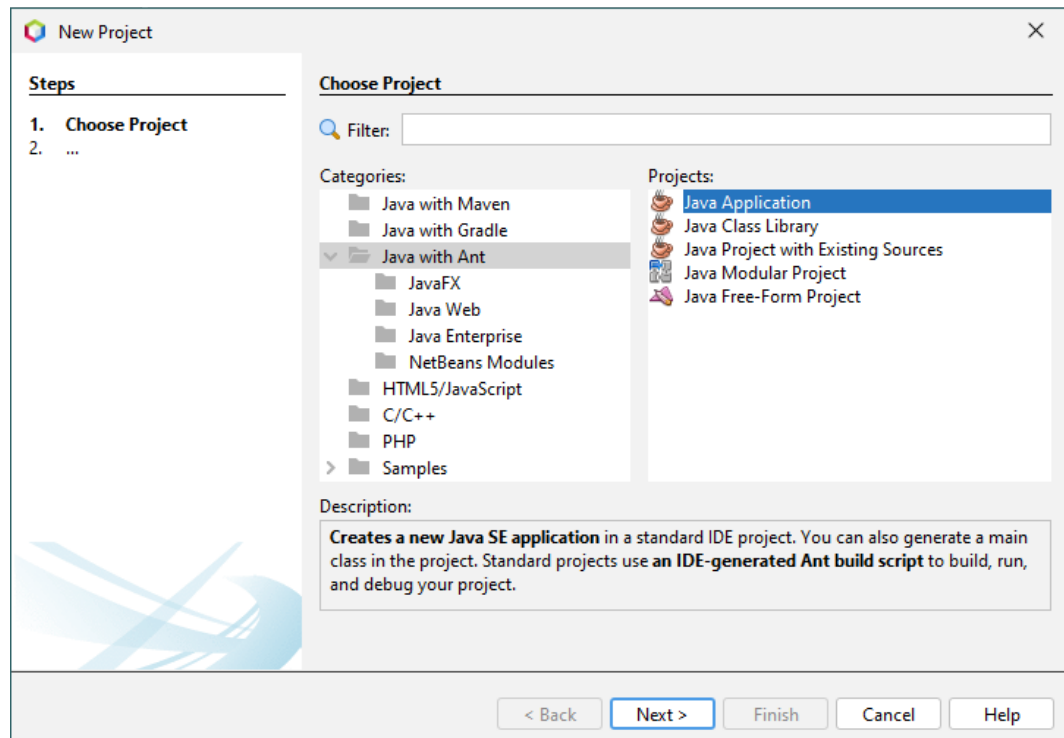 New Project
Steps
1. Choose Project
2. ...
Choose Project
Filter:
Categories:
Java with Maven
Java with Gradle
Java with Ant
JavaFX
Java Web
Java Enterprise
NetBeans Modules
HTML5/JavaScript
C/C++
PHP
Samples
Projects:
Java Application
Java Class Library
Java Project with Existing Sources
Java Modular Project
Java Free-Form Project
Description:
Creates a new Java SE application in a standard IDE project. You can also generate a main
class in the project. Standard projects use an IDE-generated Ant build script to build, run,
and debug your project.
< Back Next > Finish Cancel Help